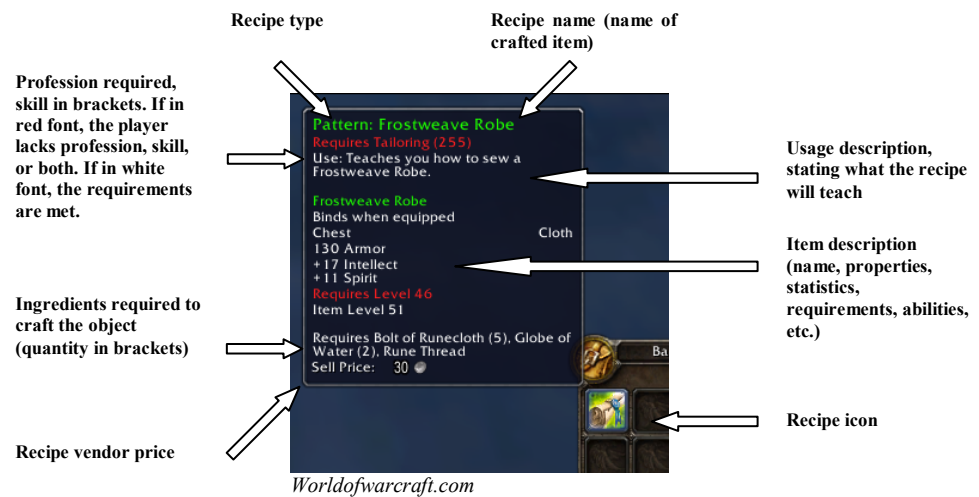 Recipe type
Recipe name (name of
crafted item)
Profession required,
skill in brackets. If in
red font, the player
lacks profession, skill,
or both. If in white
font, the requirements
are met.
Pattern: Frostweave Robe
Requires Tailoring (255)
Use: Teaches you how to sew a
Frostweave Robe.
Frostweave Robe
Binds when equipped
Chest Cloth
130 Armor
+17 Intellect
+11 Spirit
Requires Level 46
Item Level 51
Requires Bolt of Runecloth (5), Globe of
Water (2), Rune Thread
Sell Price: 30
Usage description,
stating what the recipe
will teach
Item description
(name, properties,
statistics,
requirements, abilities,
etc.)
Ingredients required to
craft the object
(quantity in brackets)
Ba
Recipe icon
Recipe vendor price
Worldofwarcraft.com